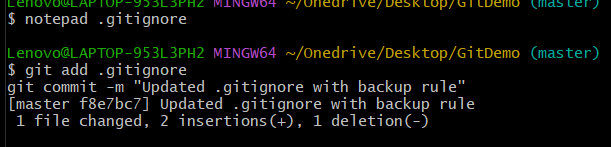 Lenovo@LAPTOP-953L3PH2 MINGW64 ~/Onedrive/Desktop/GitDemo (master)
$ notepad .gitignore
Lenovo@LAPTOP-953L3PH2 MINGW64 ~/Onedrive/Desktop/GitDemo (master)
$ git add .gitignore
git commit -m "Updated .gitignore with backup rule"
[master f8e7bc7] Updated .gitignore with backup rule
 1 file changed, 2 insertions(+), 1 deletion(-)